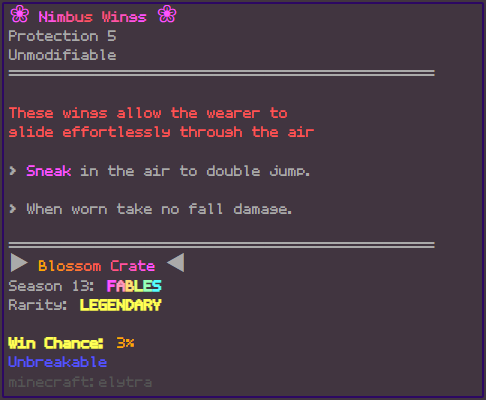 ❀ Nimbus Wings ❀
Protection 5
Unmodifiable
These wings allow the wearer to
glide effortlessly through the air
> Sneak in the air to double jump.
> When worn take no fall damage.
▶ Blossom Crate ◀
Season 13: FABLES
Rarity: LEGENDARY
Win Chance: 3%
Unbreakable
minecraft:elytra